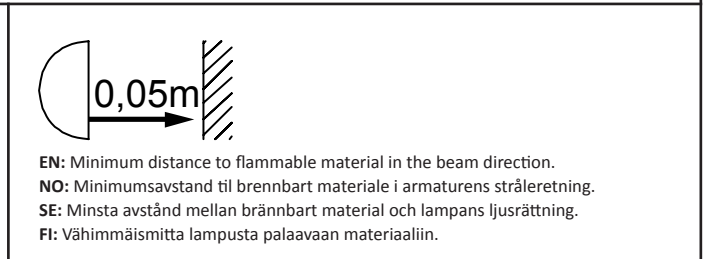 0,05m
EN: Minimum distance to flammable material in the beam direction.
NO: Minimumsavstand til brennbart materiale i armaturens stråleretning.
SE: Minsta avstånd mellan brännbart material och lampans ljusrättning.
FI: Vähimmäismitta lampusta palaavaan materiaaliin.